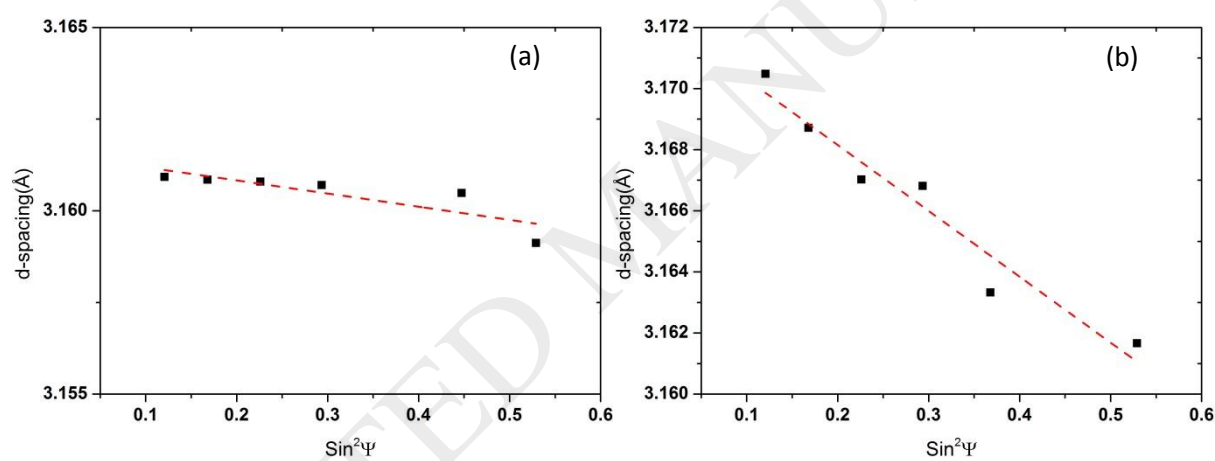 (a)
3.165
3.160
3.155
d-spacing(Å)
0.1 0.2 0.3 0.4 0.5 0.6
Sin²Ψ
(b)
3.172
3.170
3.168
3.166
3.164
3.162
3.160
d-spacing(Å)
0.1 0.2 0.3 0.4 0.5 0.6
Sin²Ψ
TED MANU